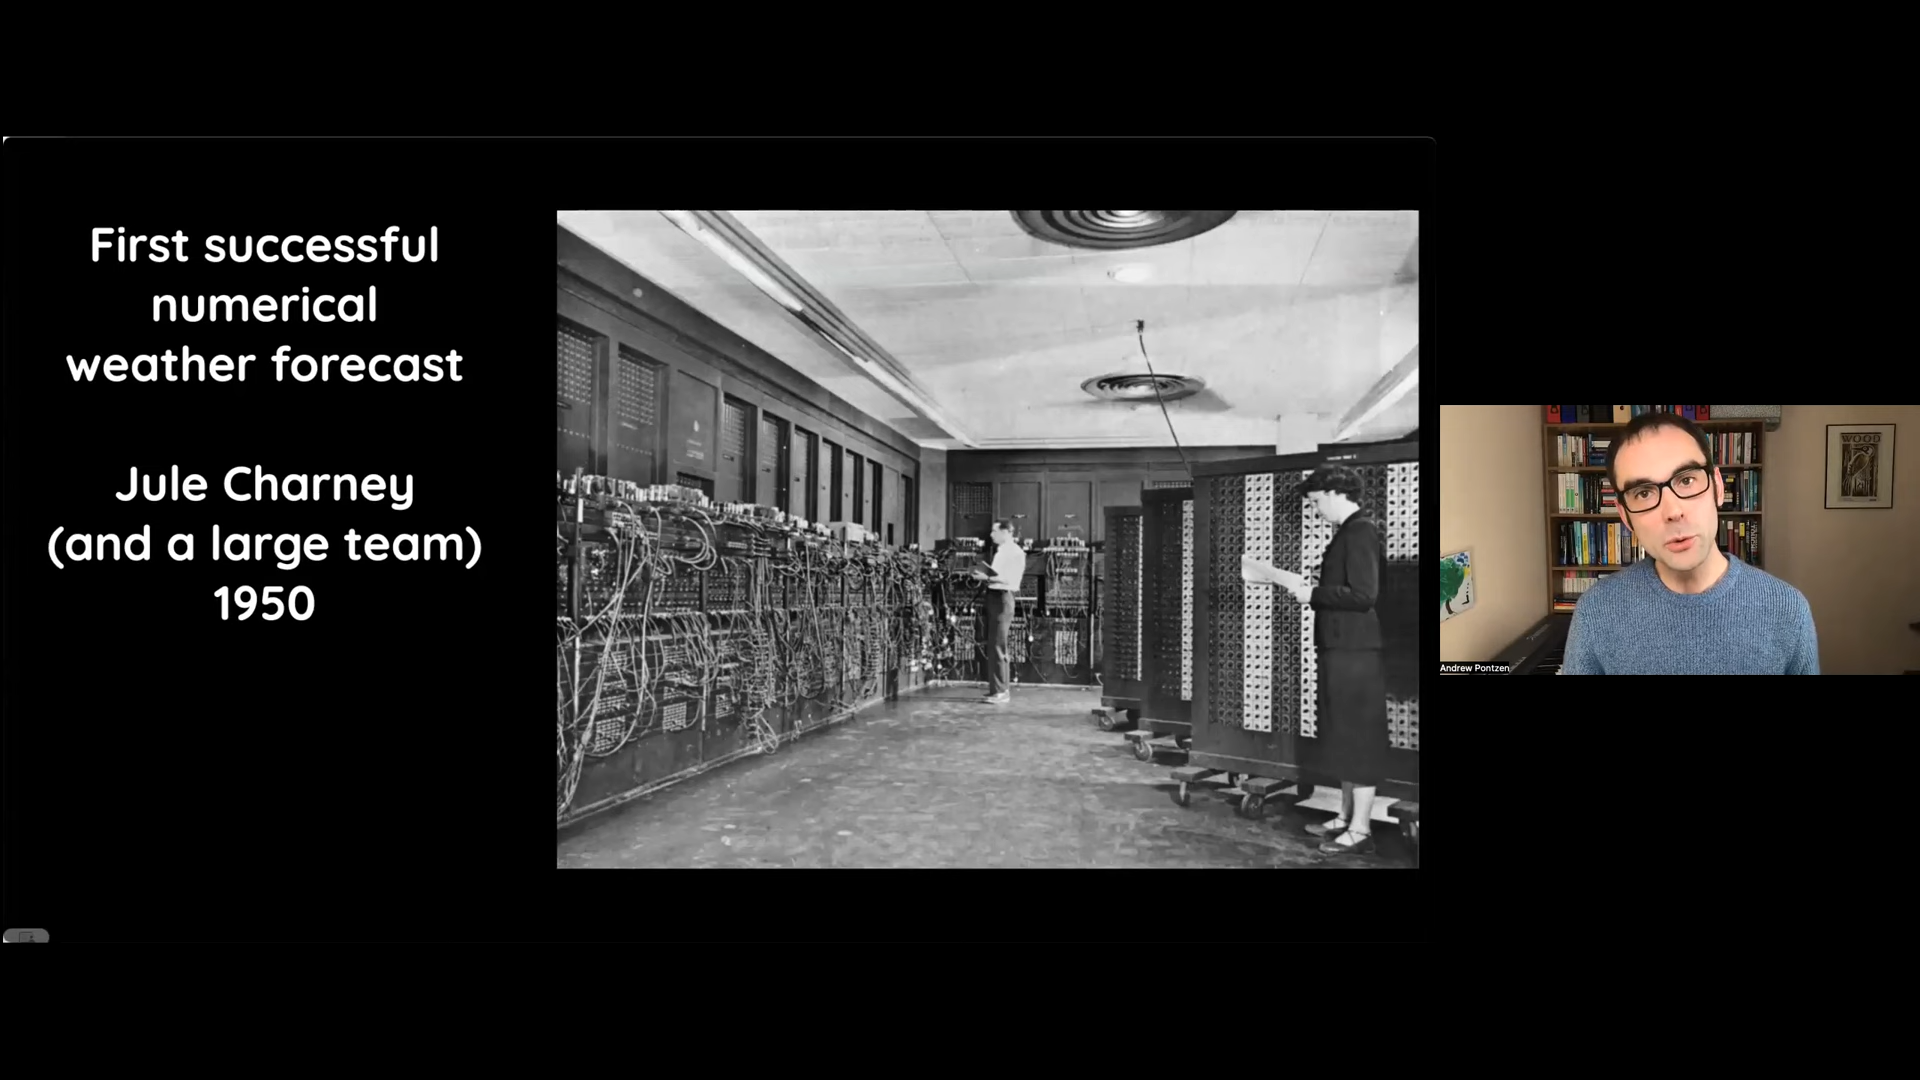 First successful
numerical
weather forecast
Jule Charney
(and a large team)
1950
WOOD
Andrew Pontzen